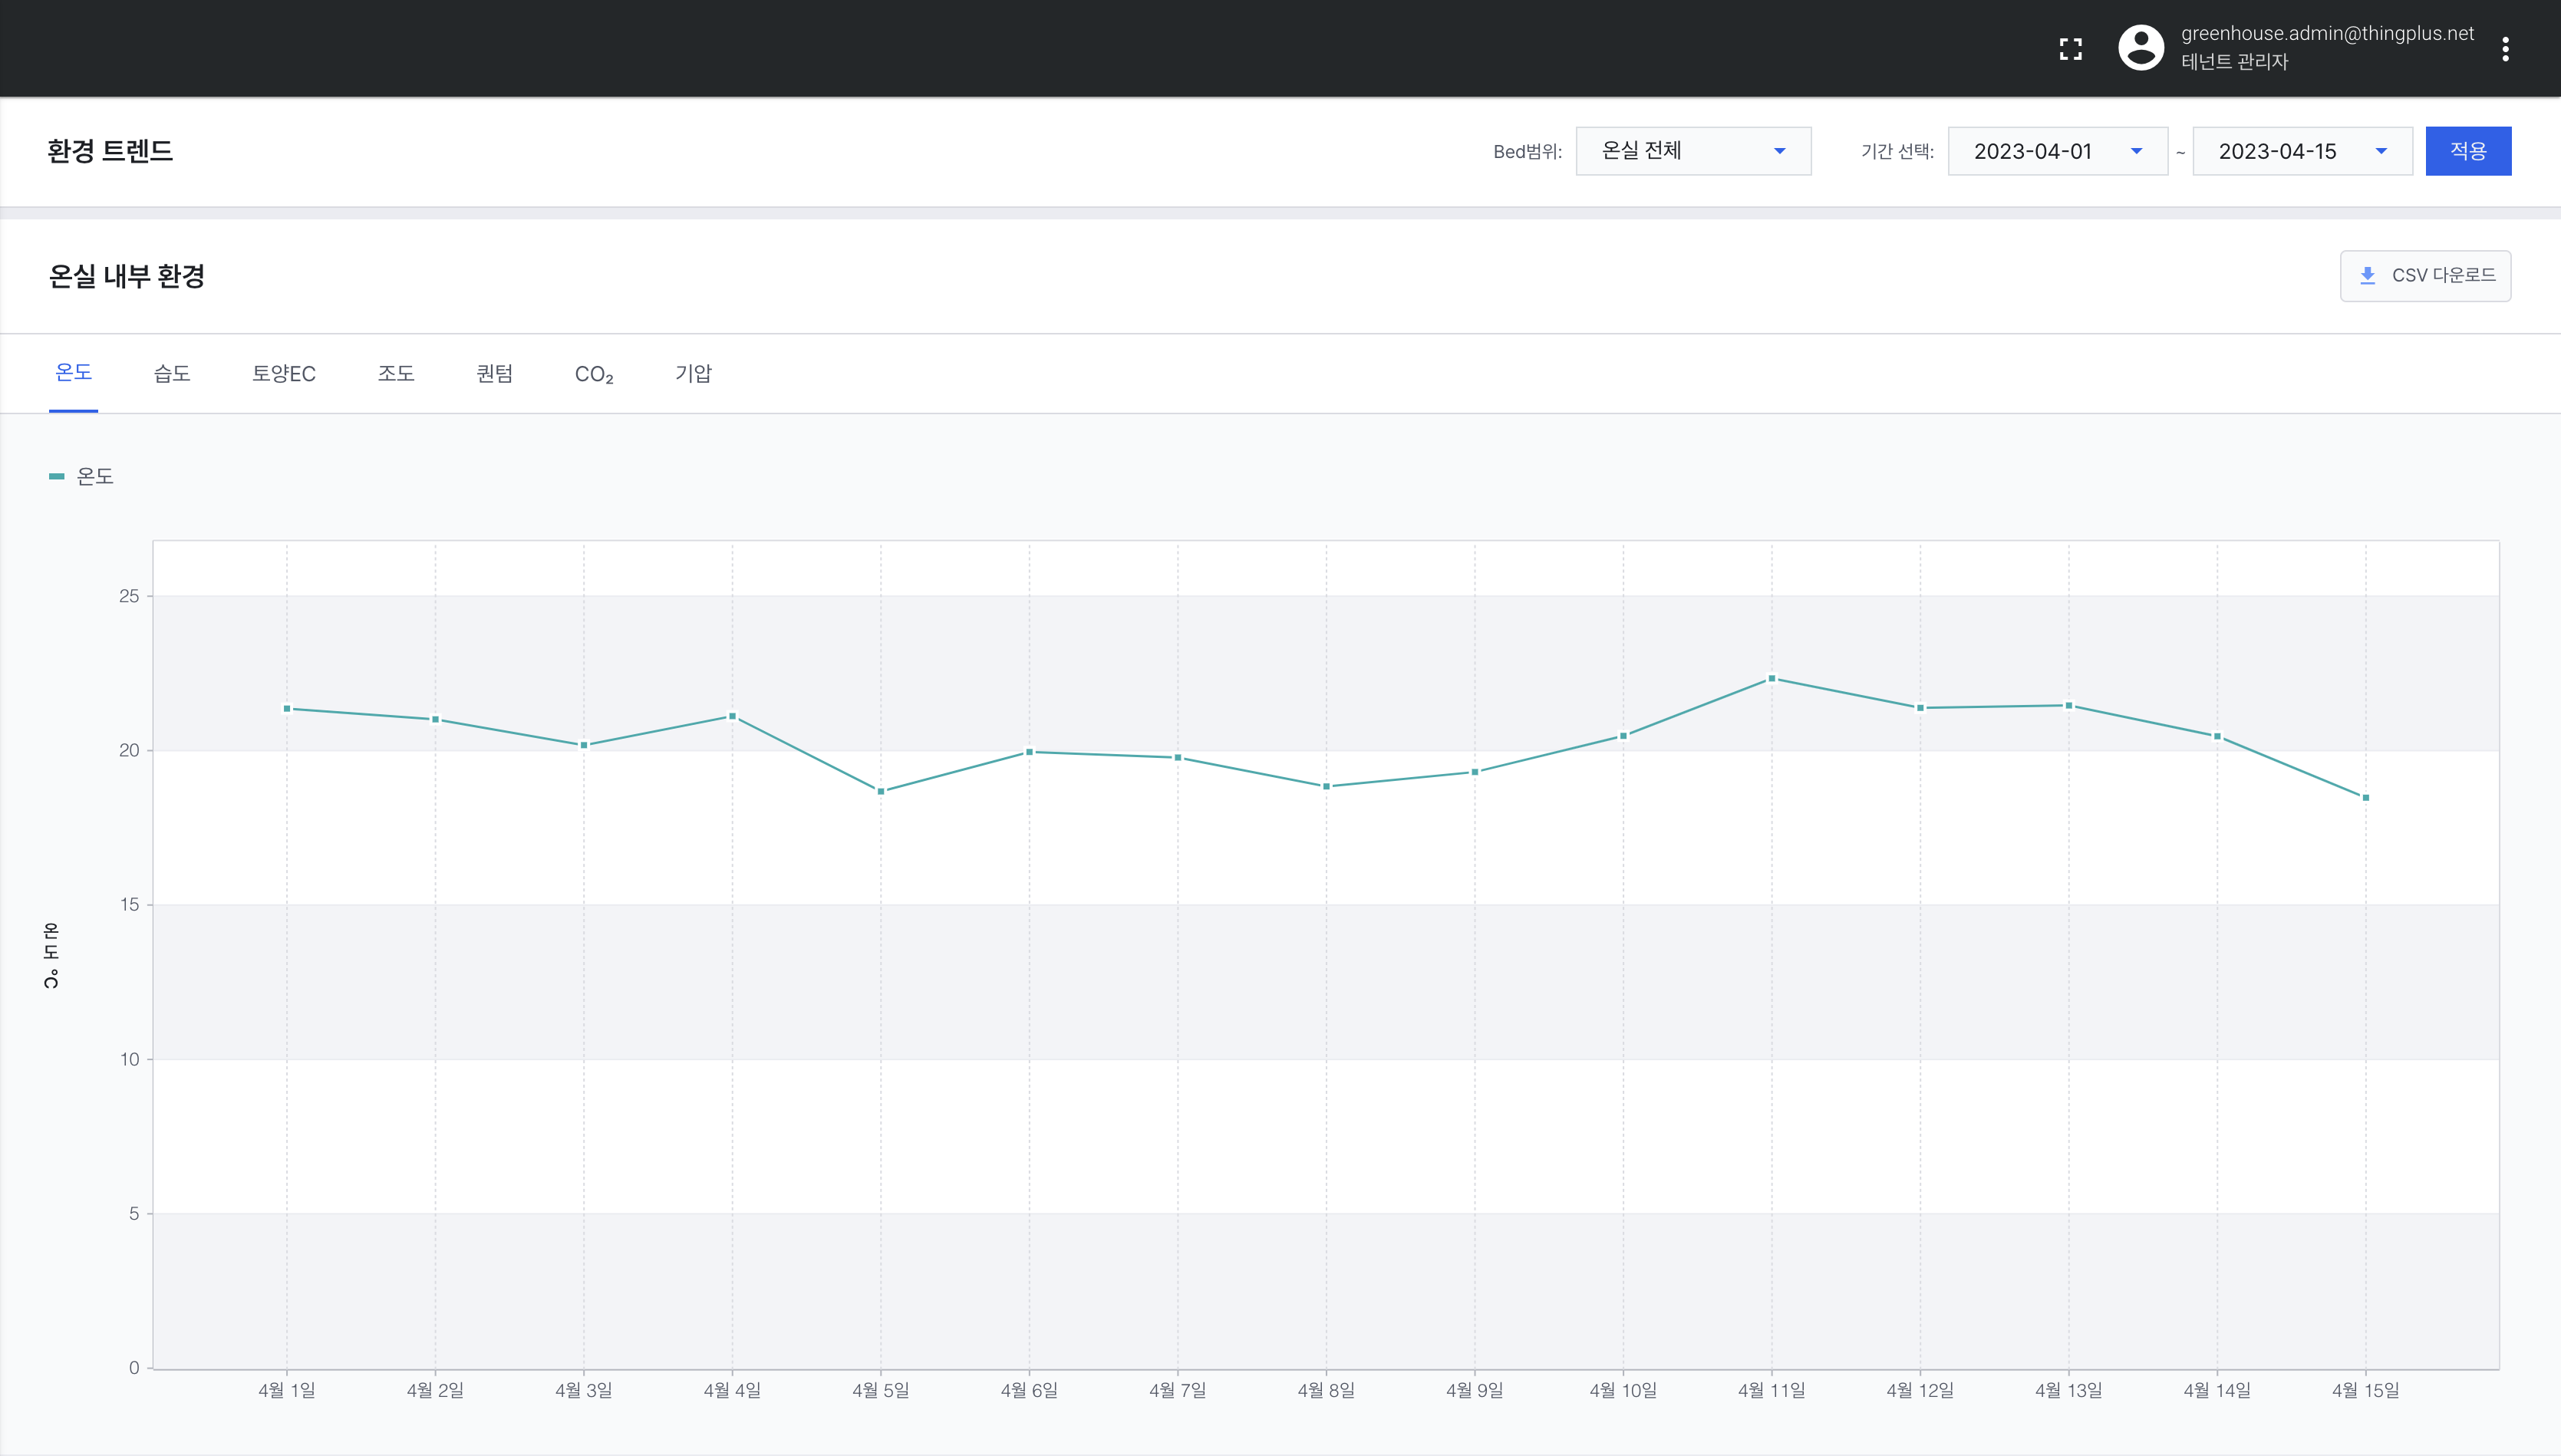 greenhouse.admin@thingplus.net
테넌트 관리자
환경 트렌드
Bed범위: 온실 전체 기간 선택: 2023-04-01 ~ 2023-04-15 적용
온실 내부 환경
CSV 다운로드
온도 습도 토양EC 조도 퀀텀 CO₂ 기압
온도
25
20
15
10
5
0
온도 ℃
4월 1일 4월 2일 4월 3일 4월 4일 4월 5일 4월 6일 4월 7일 4월 8일 4월 9일 4월 10일 4월 11일 4월 12일 4월 13일 4월 14일 4월 15일